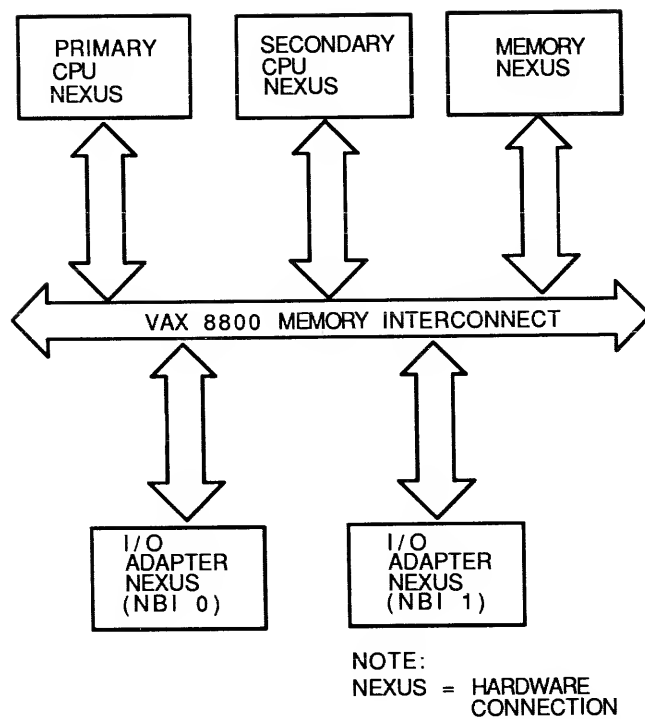 PRIMARY
CPU
NEXUS
SECONDARY
CPU
NEXUS
MEMORY
NEXUS
VAX 8800 MEMORY INTERCONNECT
I/O
ADAPTER
NEXUS
(NBI 0)
I/O
ADAPTER
NEXUS
(NBI 1)
NOTE:
NEXUS = HARDWARE
CONNECTION